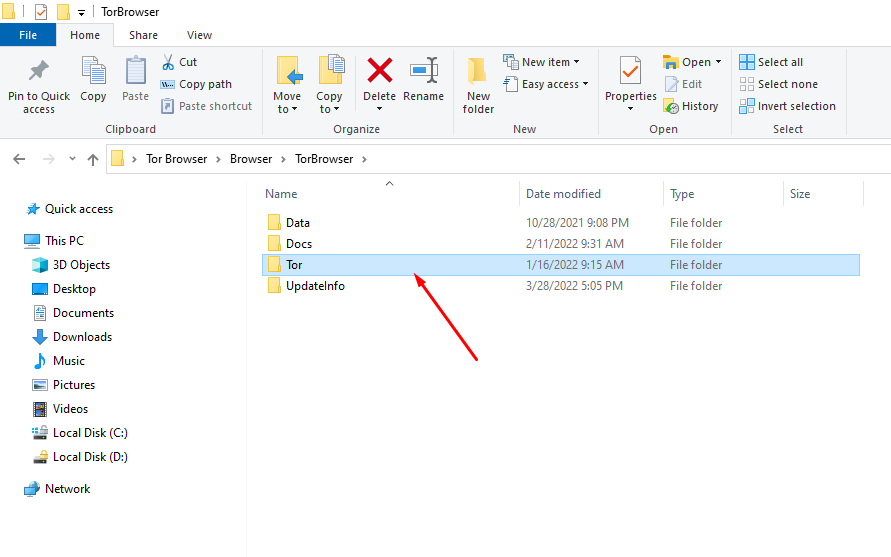 TorBrowser
File Home Share View
Pin to Quick access
Copy
Paste
Cut
Copy path
Paste shortcut
Clipboard
Move to
Copy to
Delete
Rename
Organize
New folder
New item
Easy access
New
Properties
Open
Edit
History
Open
Select all
Select none
Invert selection
Select
Tor Browser > Browser > TorBrowser >
Quick access
This PC
3D Objects
Desktop
Documents
Downloads
Music
Pictures
Videos
Local Disk (C:)
Local Disk (D:)
Network
Name Date modified Type Size
Data 10/28/2021 9:08 PM File folder
Docs 2/11/2022 9:31 AM File folder
Tor 1/16/2022 9:15 AM File folder
UpdateInfo 3/28/2022 5:05 PM File folder